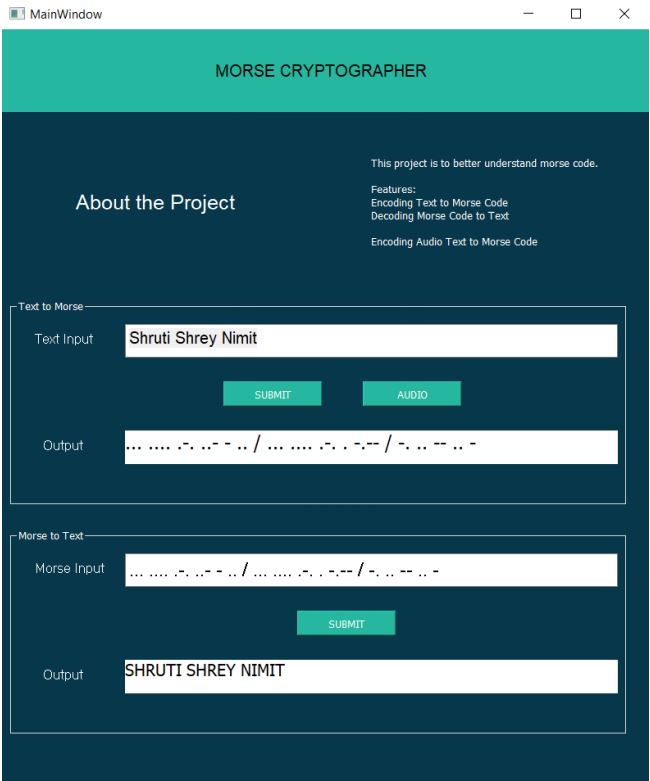 MainWindow
MORSE CRYPTOGRAPHER
About the Project
This project is to better understand morse code.
Features:
Encoding Text to Morse Code
Decoding Morse Code to Text
Encoding Audio Text to Morse Code
Text to Morse
Text Input
Shruti Shrey Nimit
SUBMIT
AUDIO
Output
... .... .-. ..- - .. / ... .... .-. . -.-- / -. .. -- .. -
Morse to Text
Morse Input
... .... .-. ..- - .. / ... .... .-. . -.-- / -. .. -- .. -
SUBMIT
Output
SHRUTI SHREY NIMIT